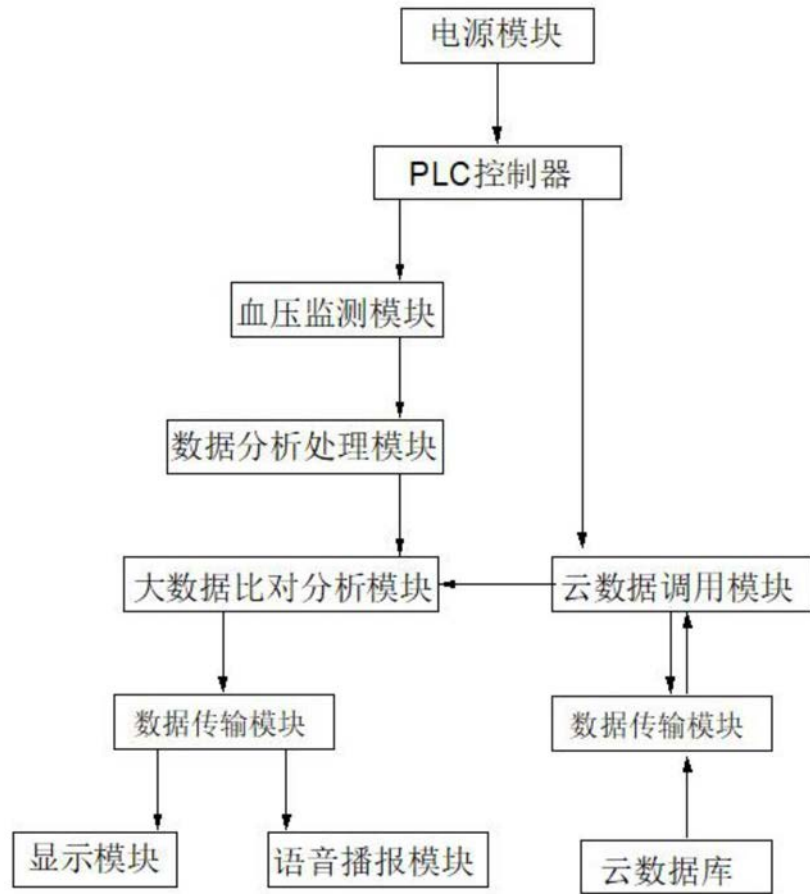 电源模块
PLC控制器
血压监测模块
数据分析处理模块
大数据比对分析模块
云数据调用模块
数据传输模块
数据传输模块
显示模块
语音播报模块
云数据库